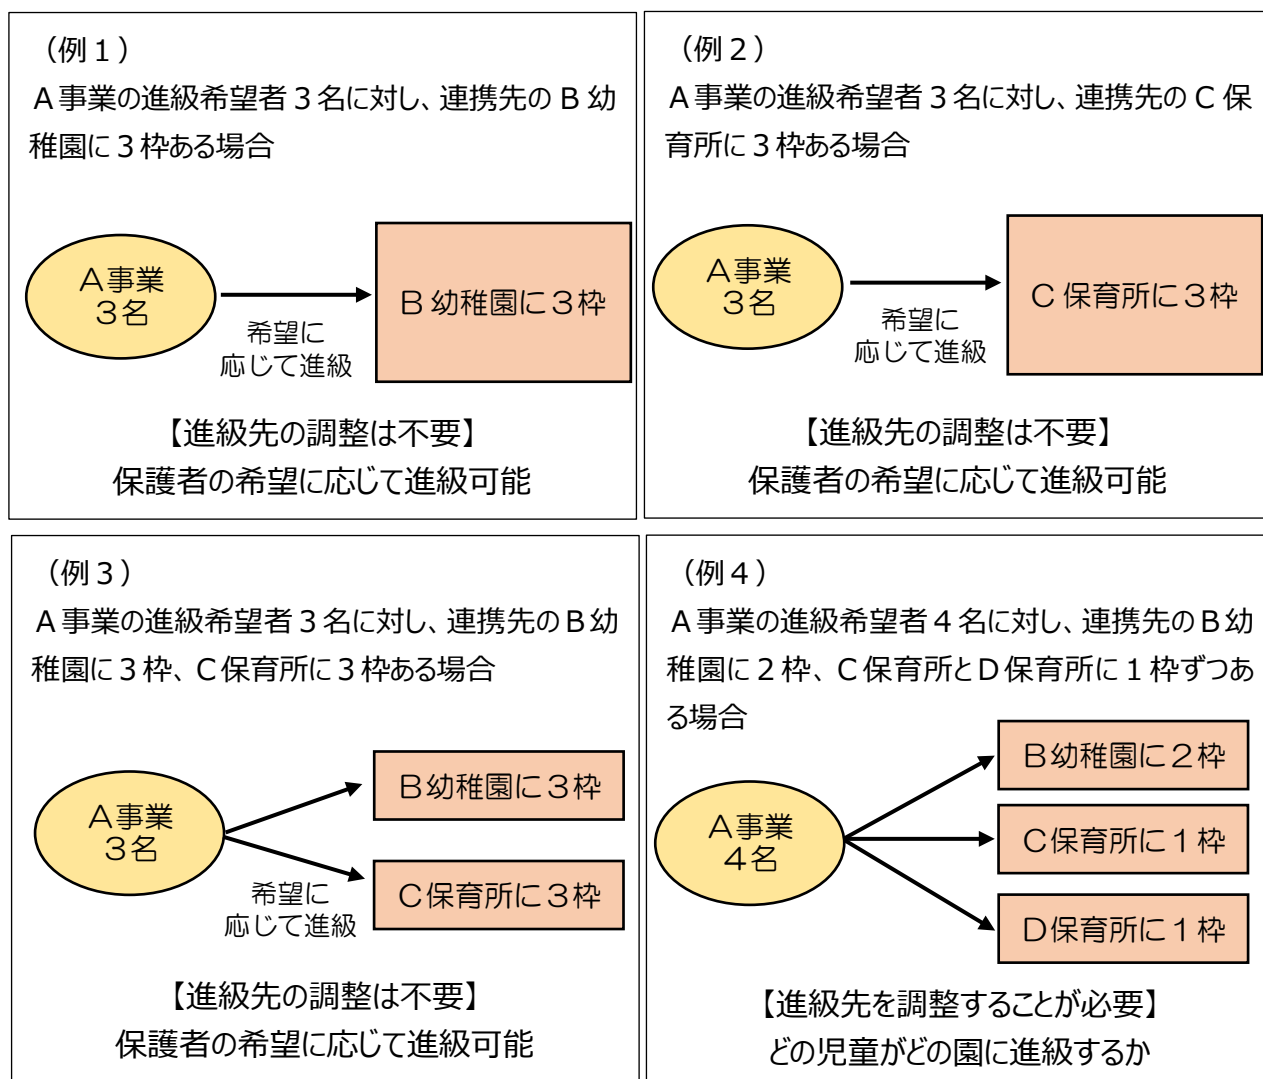 （例１）
Ａ事業の進級希望者３名に対し、連携先のＢ幼
稚園に３枠ある場合
Ａ事業
３名
希望に
応じて進級
Ｂ幼稚園に３枠
【進級先の調整は不要】
保護者の希望に応じて進級可能
（例２）
Ａ事業の進級希望者３名に対し、連携先のＣ保
育所に３枠ある場合
Ａ事業
３名
希望に
応じて進級
Ｃ保育所に３枠
【進級先の調整は不要】
保護者の希望に応じて進級可能
（例３）
Ａ事業の進級希望者３名に対し、連携先のＢ幼
稚園に３枠、Ｃ保育所に３枠ある場合
Ａ事業
３名
Ｂ幼稚園に３枠
Ｃ保育所に３枠
希望に
応じて進級
【進級先の調整は不要】
保護者の希望に応じて進級可能
（例４）
Ａ事業の進級希望者４名に対し、連携先のＢ幼
稚園に２枠、Ｃ保育所とＤ保育所に１枠ずつあ
る場合
Ａ事業
４名
Ｂ幼稚園に２枠
Ｃ保育所に１枠
Ｄ保育所に１枠
【進級先を調整することが必要】
どの児童がどの園に進級するか